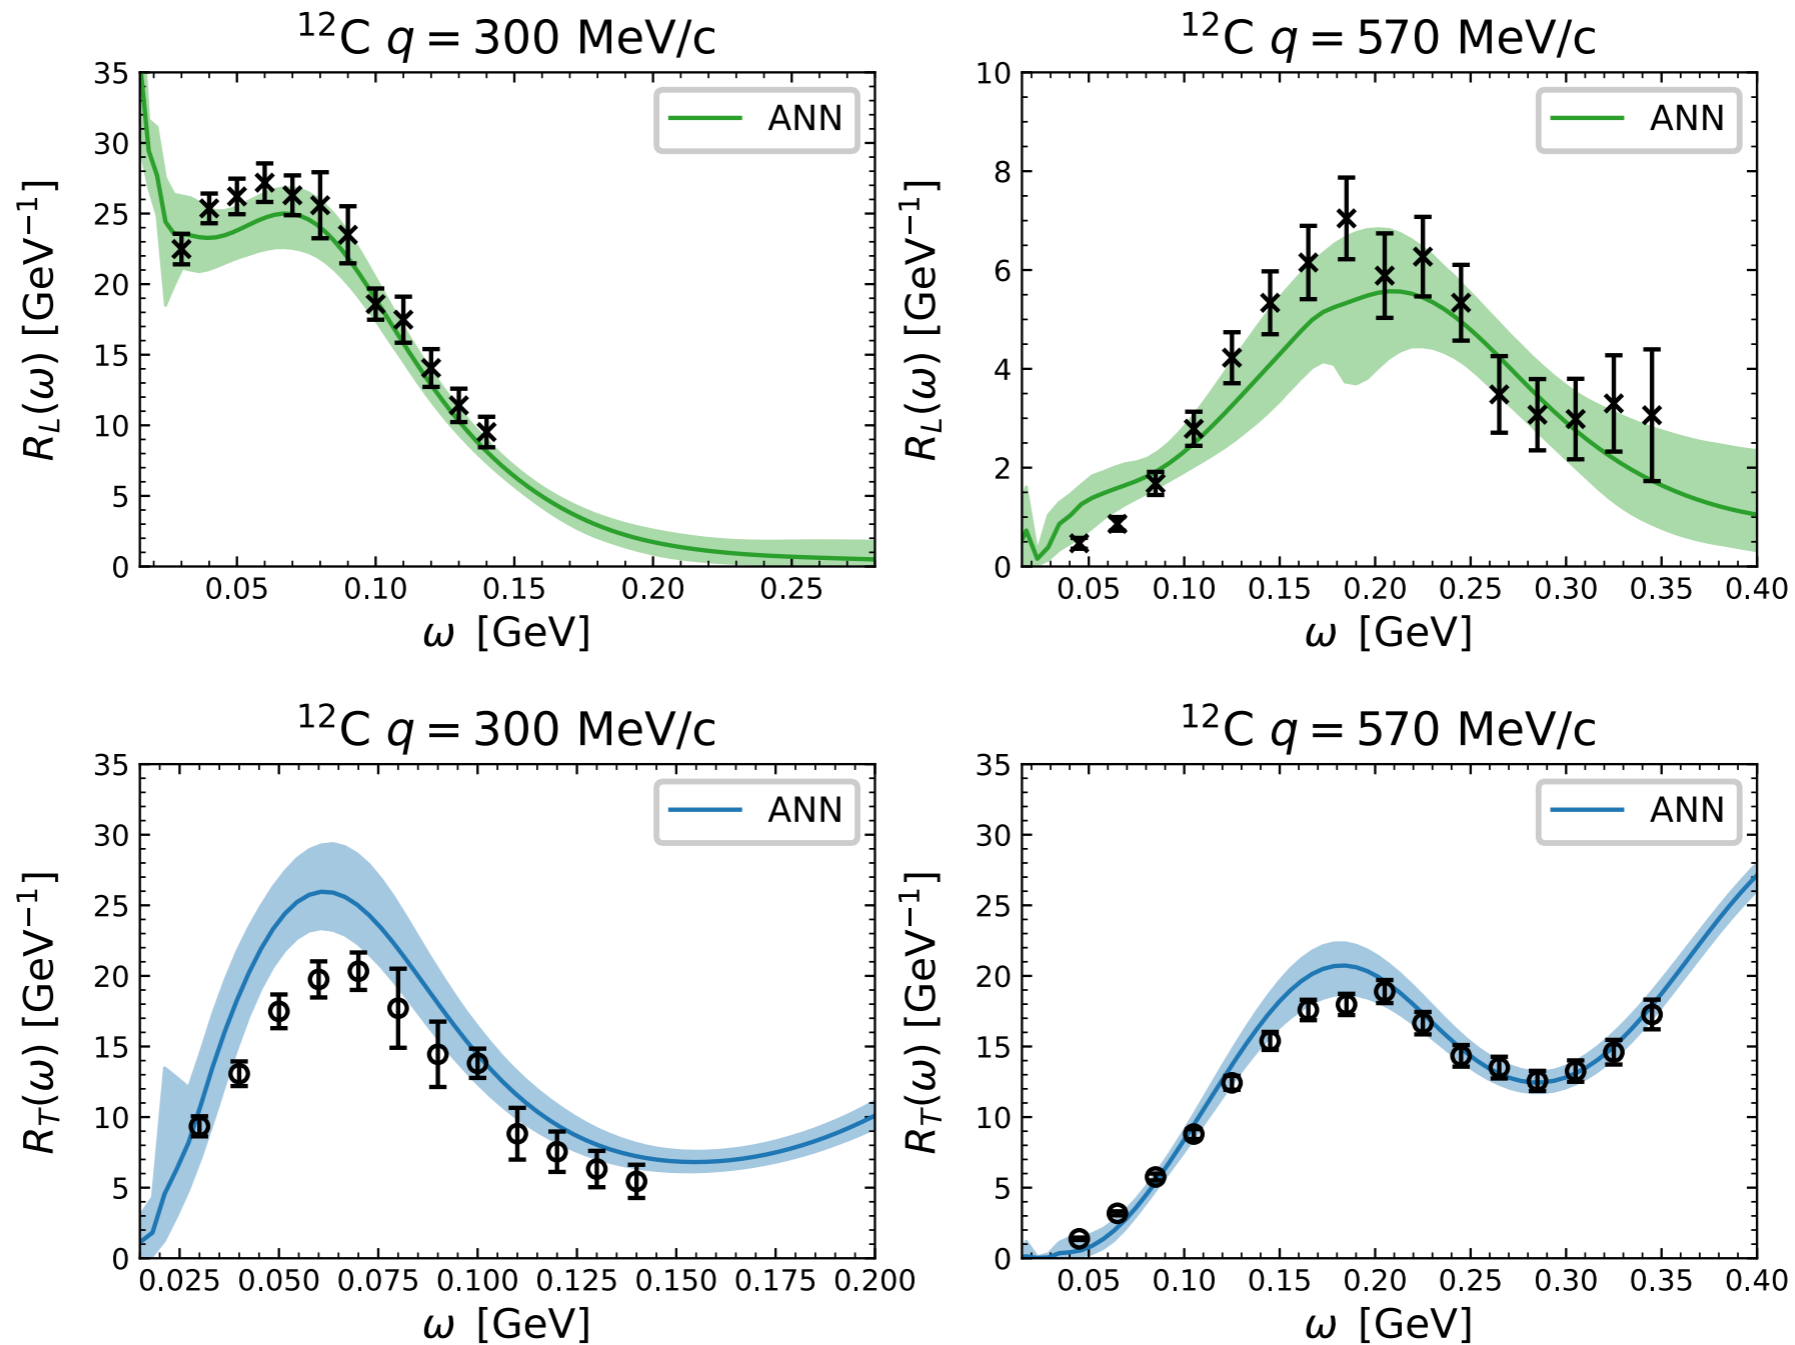 ¹²C q = 300 MeV/c
35
30
25
20
15
10
5
0
R_L(ω) [GeV⁻¹]
ANN
0.05 0.10 0.15 0.20 0.25
ω [GeV]
¹²C q = 570 MeV/c
10
8
6
4
2
0
R_L(ω) [GeV⁻¹]
ANN
0.05 0.10 0.15 0.20 0.25 0.30 0.35 0.40
ω [GeV]
¹²C q = 300 MeV/c
35
30
25
20
15
10
5
0
R_T(ω) [GeV⁻¹]
ANN
0.025 0.050 0.075 0.100 0.125 0.150 0.175 0.200
ω [GeV]
¹²C q = 570 MeV/c
35
30
25
20
15
10
5
0
R_T(ω) [GeV⁻¹]
ANN
0.05 0.10 0.15 0.20 0.25 0.30 0.35 0.40
ω [GeV]